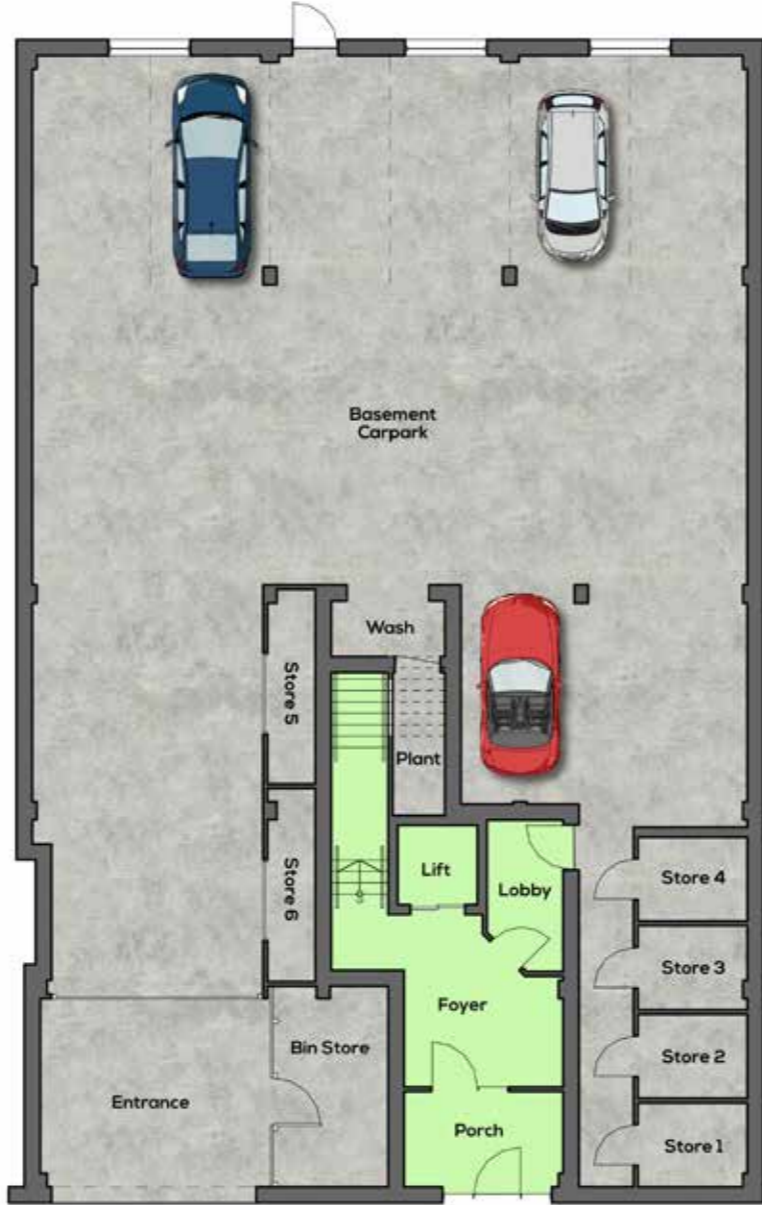 Basement
Carpark
Wash
Store 5
Plant
Store 6
Lift
Lobby
Store 4
Store 3
Foyer
Bin Store
Store 2
Entrance
Porch
Store 1